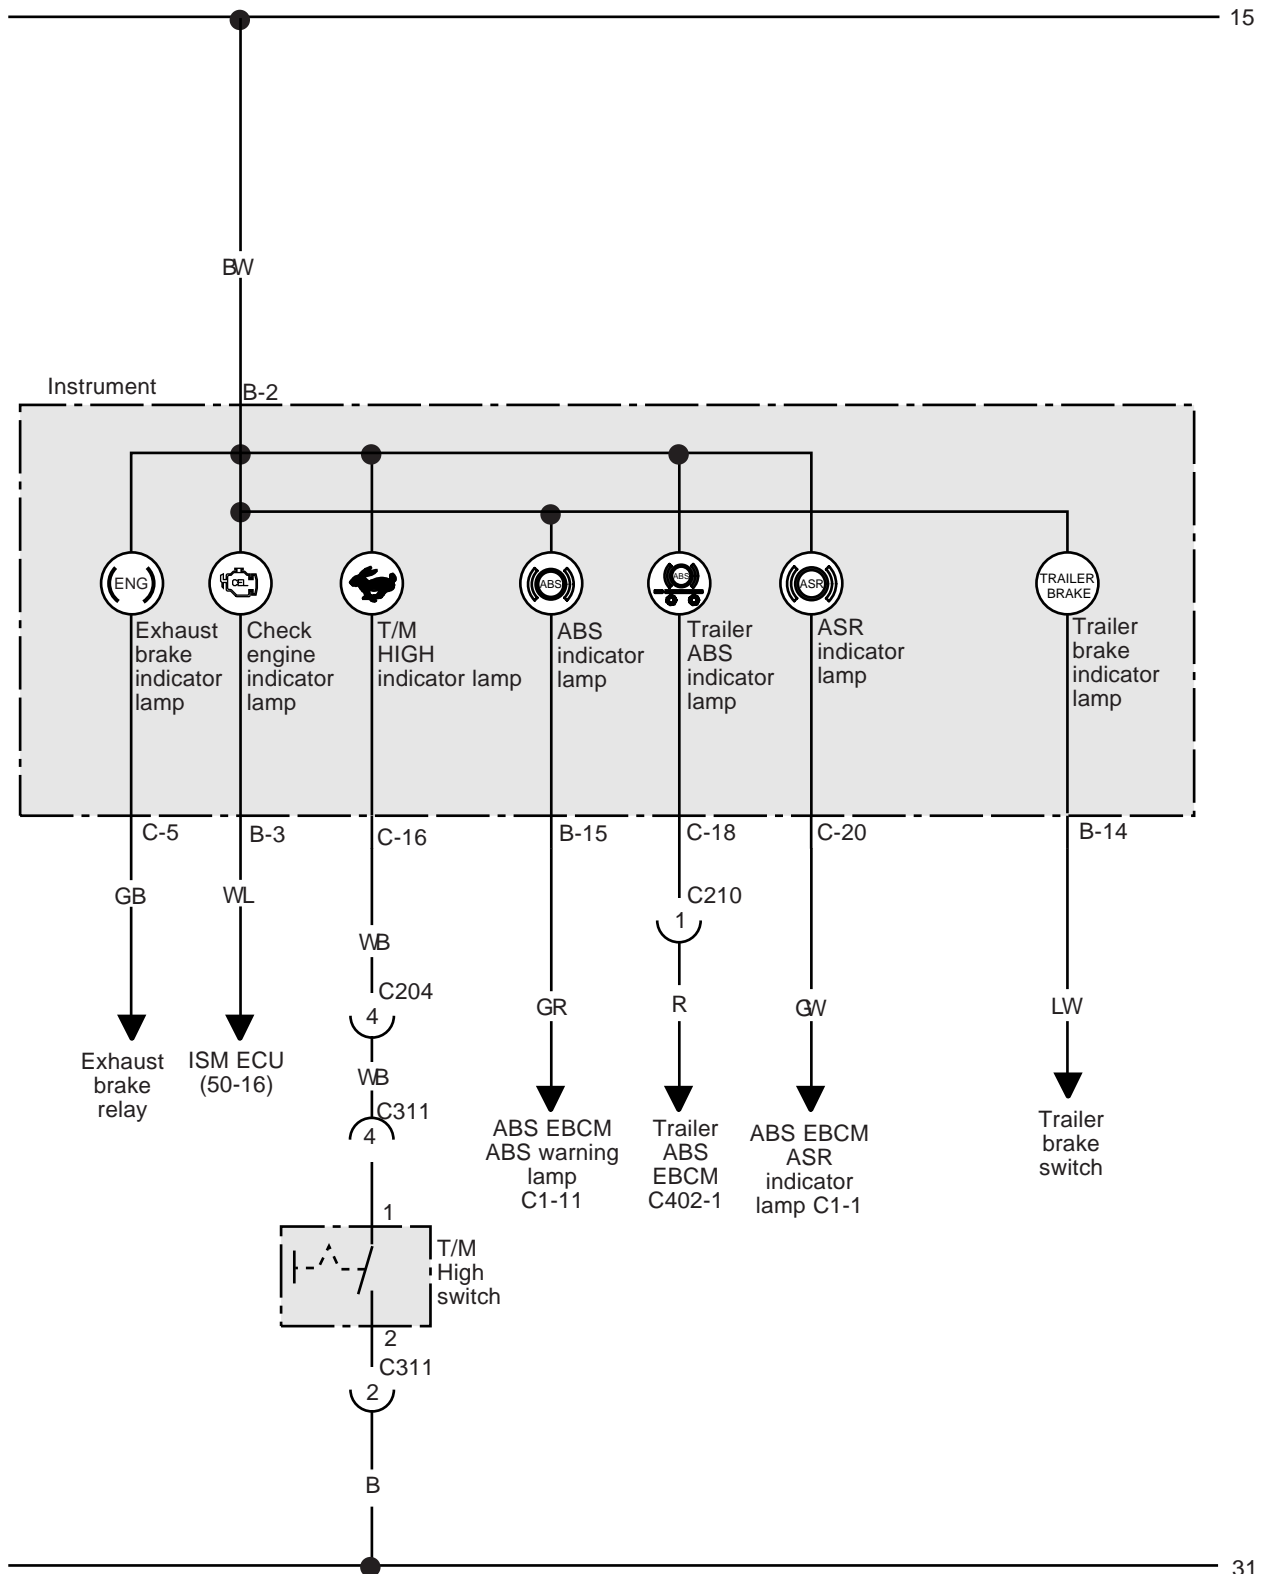 15
BW
Instrument
B-2
ENG
CEL
ABS
ABS
ASR
TRAILER
BRAKE
Exhaust
brake
indicator
lamp
Check
engine
indicator
lamp
T/M
HIGH
indicator lamp
ABS
indicator
lamp
Trailer
ABS
indicator
lamp
ASR
indicator
lamp
Trailer
brake
indicator
lamp
C-5
B-3
C-16
B-15
C-18
C-20
B-14
GB
WL
C210
1
WB
C204
4
GR
R
GW
LW
Exhaust
brake
relay
ISM ECU
(50-16)
WB
C311
4
ABS EBCM
ABS warning
lamp
C1-11
Trailer
ABS
EBCM
C402-1
ABS EBCM
ASR
indicator
lamp C1-1
Trailer
brake
switch
1
T/M
High
switch
2
C311
2
B
31